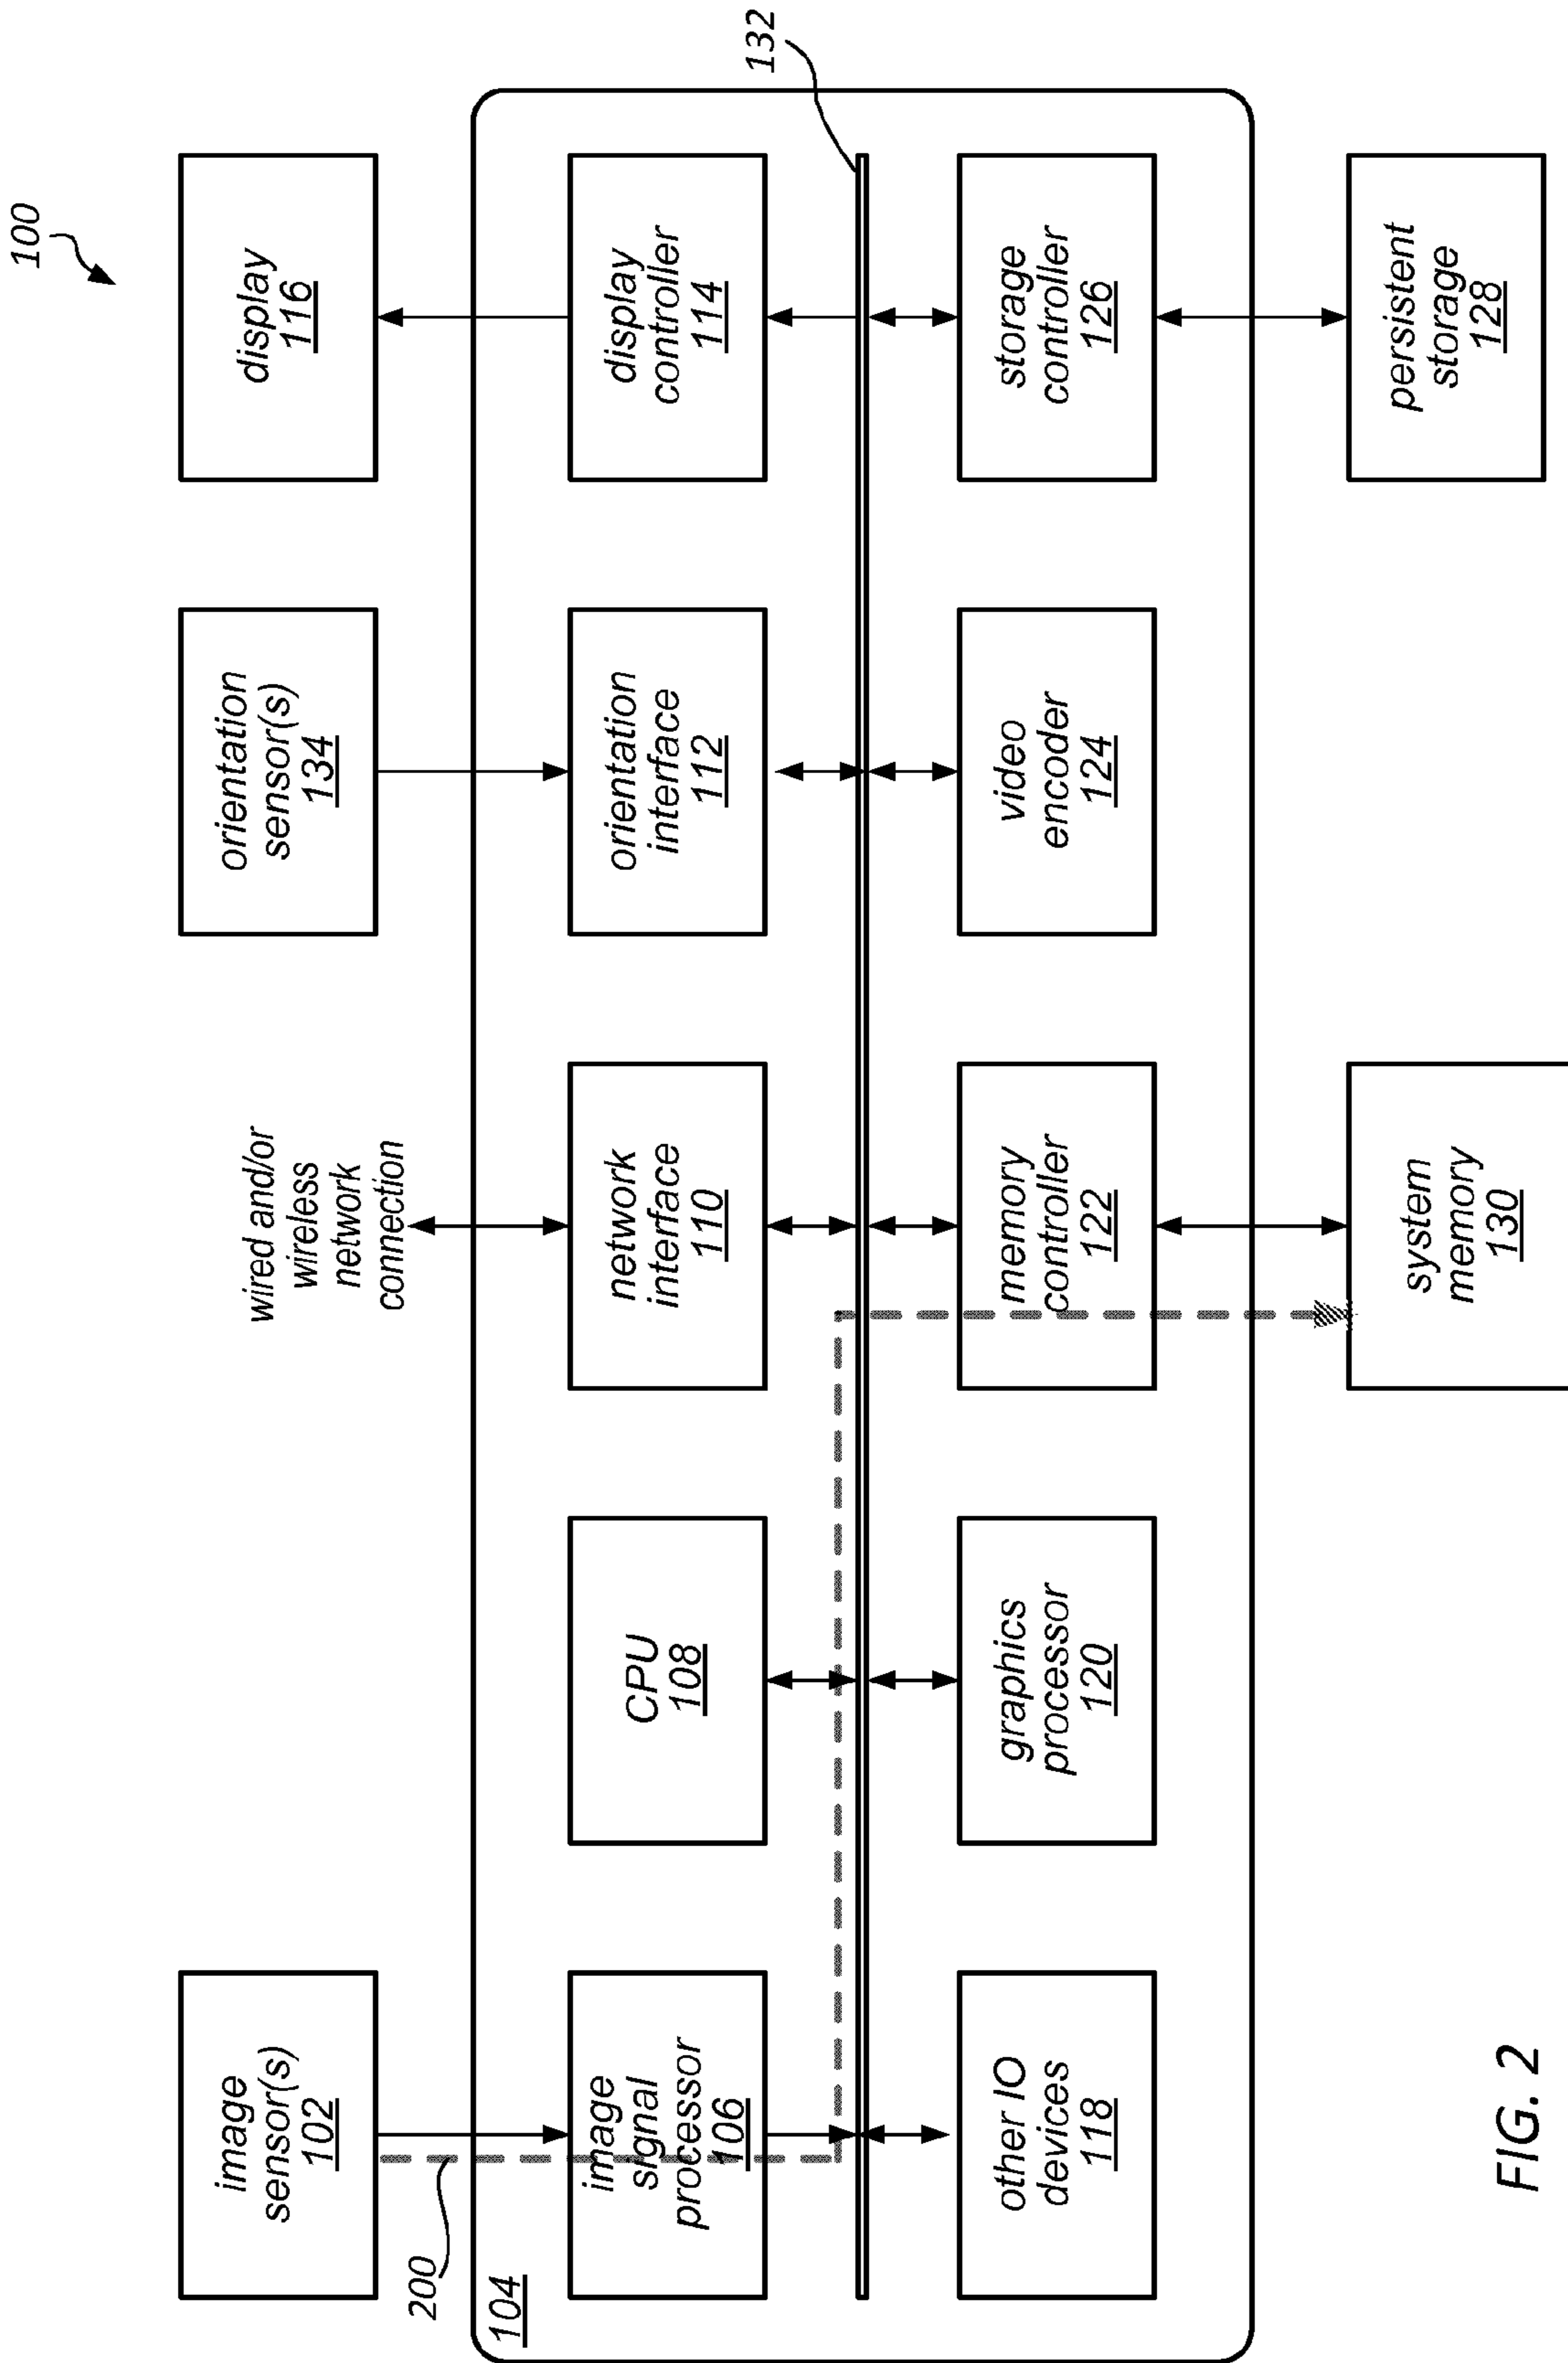 100
image
sensor(s)
102
wired and/or
wireless
network
connection
orientation
sensor(s)
134
display
116
200
104
image
signal
processor
106
CPU
108
network
interface
110
orientation
interface
112
display
controller
114
132
other IO
devices
118
graphics
processor
120
memory
controller
122
video
encoder
124
storage
controller
126
system
memory
130
persistent
storage
128
FIG. 2